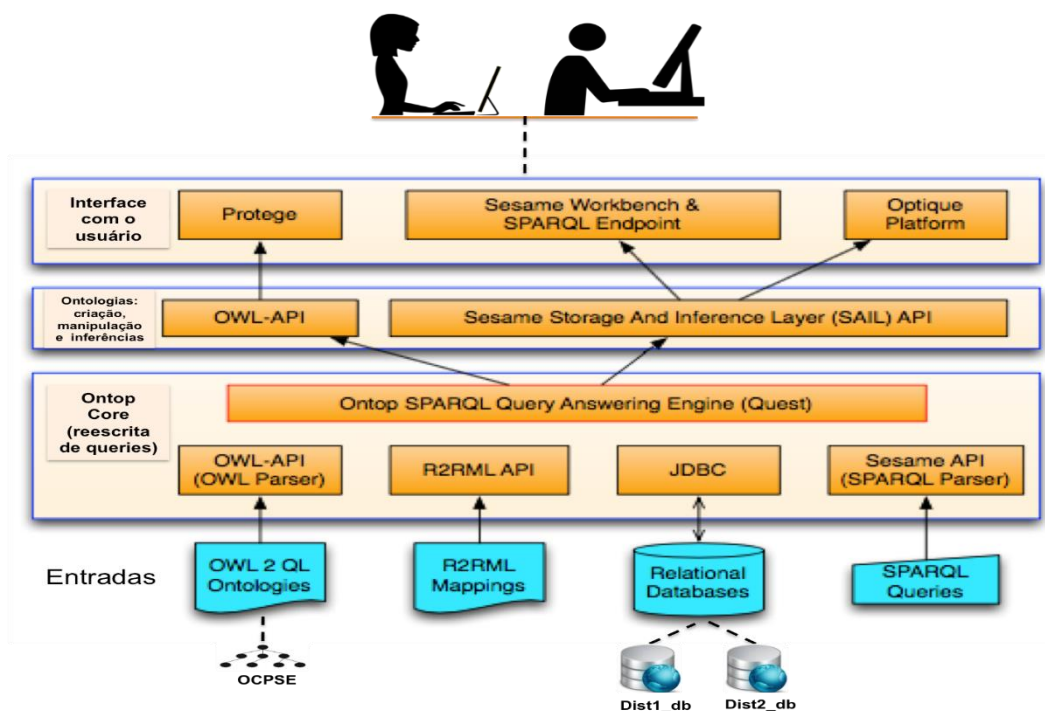 Interface
com o
usuário
Protege
Sesame Workbench &
SPARQL Endpoint
Optique
Platform
Ontologias:
criação,
manipulação
e inferências
OWL-API
Sesame Storage And Inference Layer (SAIL) API
Ontop
Core
(reescrita
de queries)
Ontop SPARQL Query Answering Engine (Quest)
OWL-API
(OWL Parser)
R2RML API
JDBC
Sesame API
(SPARQL Parser)
Entradas
OWL 2 QL
Ontologies
R2RML
Mappings
Relational
Databases
SPARQL
Queries
OCPSE
Dist1_db
Dist2_db